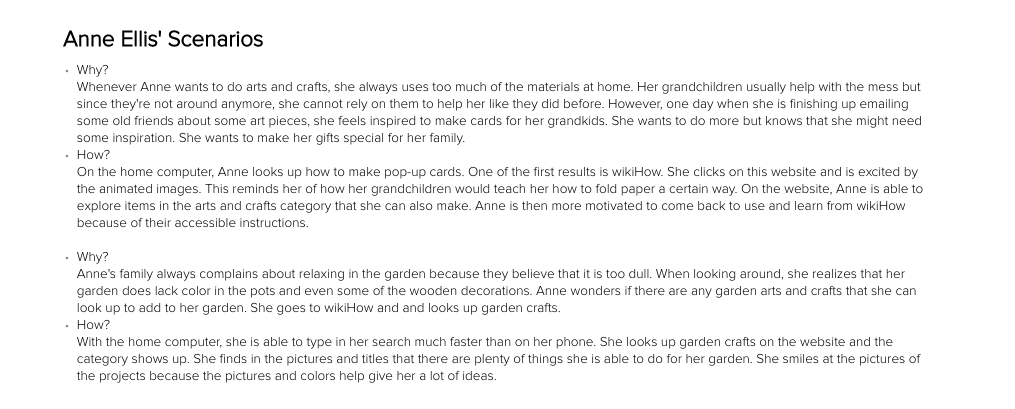 Anne Ellis' Scenarios
• Why?
Whenever Anne wants to do arts and crafts, she always uses too much of the materials at home. Her grandchildren usually help with the mess but
since they're not around anymore, she cannot rely on them to help her like they did before. However, one day when she is finishing up emailing
some old friends about some art pieces, she feels inspired to make cards for her grandkids. She wants to do more but knows that she might need
some inspiration. She wants to make her gifts special for her family.
• How?
On the home computer, Anne looks up how to make pop-up cards. One of the first results is wikiHow. She clicks on this website and is excited by
the animated images. This reminds her of how her grandchildren would teach her how to fold paper a certain way. On the website, Anne is able to
explore items in the arts and crafts category that she can also make. Anne is then more motivated to come back to use and learn from wikiHow
because of their accessible instructions.
• Why?
Anne's family always complains about relaxing in the garden because they believe that it is too dull. When looking around, she realizes that her
garden does lack color in the pots and even some of the wooden decorations. Anne wonders if there are any garden arts and crafts that she can
look up to add to her garden. She goes to wikiHow and and looks up garden crafts.
• How?
With the home computer, she is able to type in her search much faster than on her phone. She looks up garden crafts on the website and the
category shows up. She finds in the pictures and titles that there are plenty of things she is able to do for her garden. She smiles at the pictures of
the projects because the pictures and colors help give her a lot of ideas.